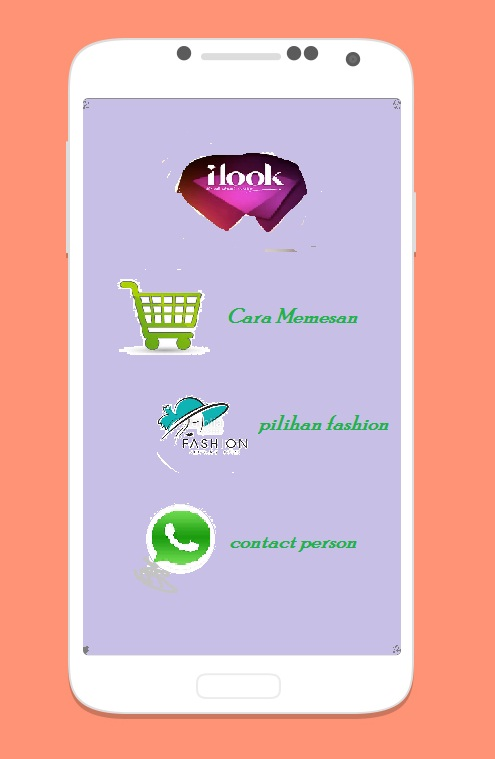 ilook
Cara Memesan
FASHION
pilihan fashion
contact person